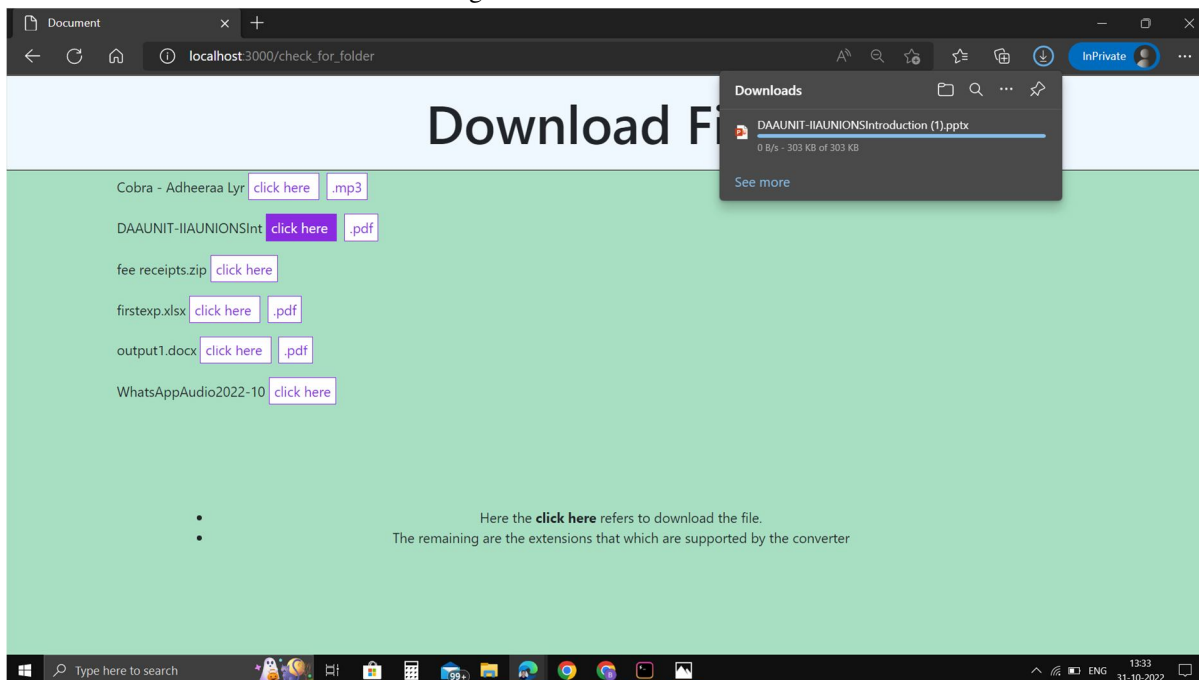 Document
localhost:3000/check_for_folder
InPrivate
Downloads
DAAUNIT-IIAUNIONSIntroduction (1).pptx
0 B/s - 303 KB of 303 KB
See more
Download Fi
Cobra - Adheeraa Lyr click here .mp3
DAAUNIT-IIAUNIONSInt click here .pdf
fee receipts.zip click here
firstexp.xlsx click here .pdf
output1.docx click here .pdf
WhatsAppAudio2022-10 click here
• Here the click here refers to download the file.
• The remaining are the extensions that which are supported by the converter
Type here to search
99+
ENG
13:33
31-10-2022